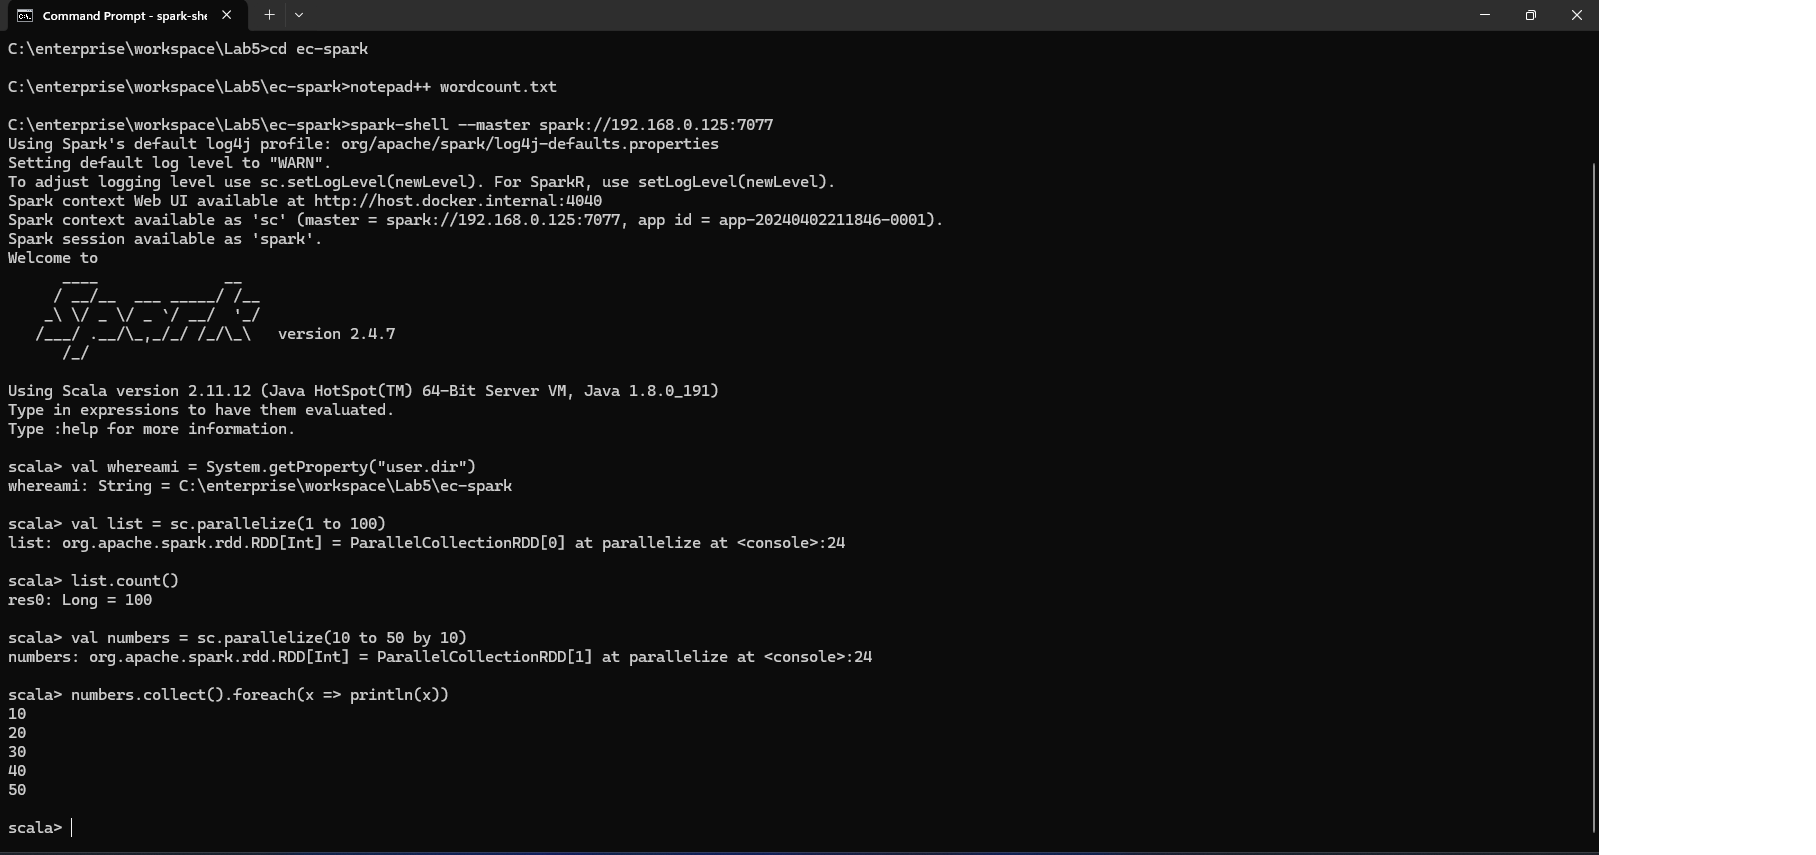 Command Prompt - spark-she
C:\enterprise\workspace\Lab5>cd ec-spark
C:\enterprise\workspace\Lab5\ec-spark>notepad++ wordcount.txt
C:\enterprise\workspace\Lab5\ec-spark>spark-shell --master spark://192.168.0.125:7077
Using Spark's default log4j profile: org/apache/spark/log4j-defaults.properties
Setting default log level to "WARN".
To adjust logging level use sc.setLogLevel(newLevel). For SparkR, use setLogLevel(newLevel).
Spark context Web UI available at http://host.docker.internal:4040
Spark context available as 'sc' (master = spark://192.168.0.125:7077, app id = app-20240402211846-0001).
Spark session available as 'spark'.
Welcome to
      ____              __
     / __/__  ___ _____/ /__
    _\ \/ _ \/ _ `/ __/  '_/
   /___/ .__/\_,_/_/ /_/\_\   version 2.4.7
      /_/
Using Scala version 2.11.12 (Java HotSpot(TM) 64-Bit Server VM, Java 1.8.0_191)
Type in expressions to have them evaluated.
Type :help for more information.
scala> val whereami = System.getProperty("user.dir")
whereami: String = C:\enterprise\workspace\Lab5\ec-spark
scala> val list = sc.parallelize(1 to 100)
list: org.apache.spark.rdd.RDD[Int] = ParallelCollectionRDD[0] at parallelize at <console>:24
scala> list.count()
res0: Long = 100
scala> val numbers = sc.parallelize(10 to 50 by 10)
numbers: org.apache.spark.rdd.RDD[Int] = ParallelCollectionRDD[1] at parallelize at <console>:24
scala> numbers.collect().foreach(x => println(x))
10
20
30
40
50
scala>